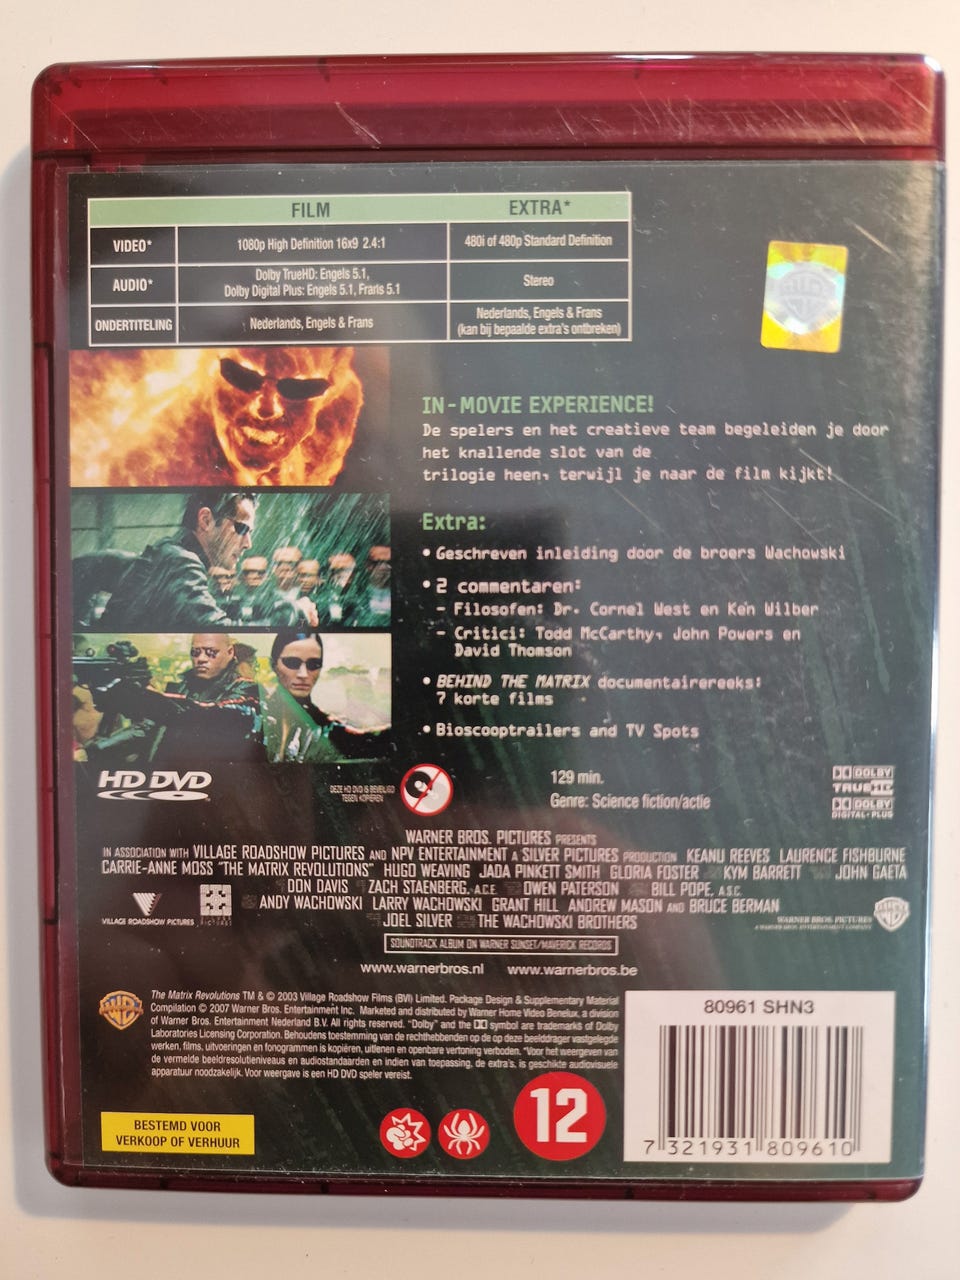 FILM EXTRA*
VIDEO* 1080p High Definition 16x9 2.4:1 480i of 480p Standard Definition
AUDIO* Dolby TrueHD: Engels 5.1, Dolby Digital Plus: Engels 5.1, Frans 5.1 Stereo
ONDERTITELING Nederlands, Engels & Frans Nederlands, Engels & Frans (kan bij bepaalde extra's ontbreken)
IN-MOVIE EXPERIENCE!
De spelers en het creatieve team begeleiden je door
het knallende slot van de
trilogie heen, terwijl je naar de film kijkt!
Extra:
• Geschreven inleiding door de broers Wachowski
• 2 commentaren:
- Filosofen: Dr. Cornel West en Ken Wilber
- Critici: Todd McCarthy, John Powers en
David Thomson
• BEHIND THE MATRIX documentairereeks:
7 korte films
• Bioscooptrailers and TV Spots
HD DVD
DEZE HD DVD IS BEVEILIGD
TEGEN KOPIËREN
129 min.
Genre: Science fiction/actie
DOLBY
TRUEHD
DOLBY
DIGITAL PLUS
WARNER BROS. PICTURES PRESENTS
IN ASSOCIATION WITH VILLAGE ROADSHOW PICTURES AND NPV ENTERTAINMENT A SILVER PICTURES PRODUCTION KEANU REEVES LAURENCE FISHBURNE
CARRIE-ANNE MOSS "THE MATRIX REVOLUTIONS" HUGO WEAVING JADA PINKETT SMITH GLORIA FOSTER KYM BARRETT JOHN GAETA
DON DAVIS ZACH STAENBERG, A.C.E. OWEN PATERSON BILL POPE, A.S.C.
ANDY WACHOWSKI LARRY WACHOWSKI GRANT HILL ANDREW MASON AND BRUCE BERMAN
JOEL SILVER THE WACHOWSKI BROTHERS
VILLAGE ROADSHOW PICTURES
WARNER BROS. PICTURES
A WARNER BROS. ENTERTAINMENT COMPANY
SOUNDTRACK ALBUM ON WARNER SUNSET/MAVERICK RECORDS
www.warnerbros.nl www.warnerbros.be
The Matrix Revolutions TM & © 2003 Village Roadshow Films (BVI) Limited. Package Design & Supplementary Material
Compilation © 2007 Warner Bros. Entertainment Inc. Marketed and distributed by Warner Home Video Benelux, a division
of Warner Bros. Entertainment Nederland B.V. All rights reserved. "Dolby" and the symbol are trademarks of Dolby
Laboratories Licensing Corporation. Behoudens toestemming van de rechthebbenden op de op deze beelddrager vastgelegde
werken, films, uitvoeringen en fonogrammen is kopiëren, uitlenen en openbare vertoning verboden. *Voor het weergeven van
de vermelde beeldresolutieniveaus en audiostandaarden en indien van toepassing, de extra's, is geschikte audiovisuele
apparatuur noodzakelijk. Voor weergave is een HD DVD speler vereist.
80961 SHN3
7 321931 809610
BESTEMD VOOR
VERKOOP OF VERHUUR
12